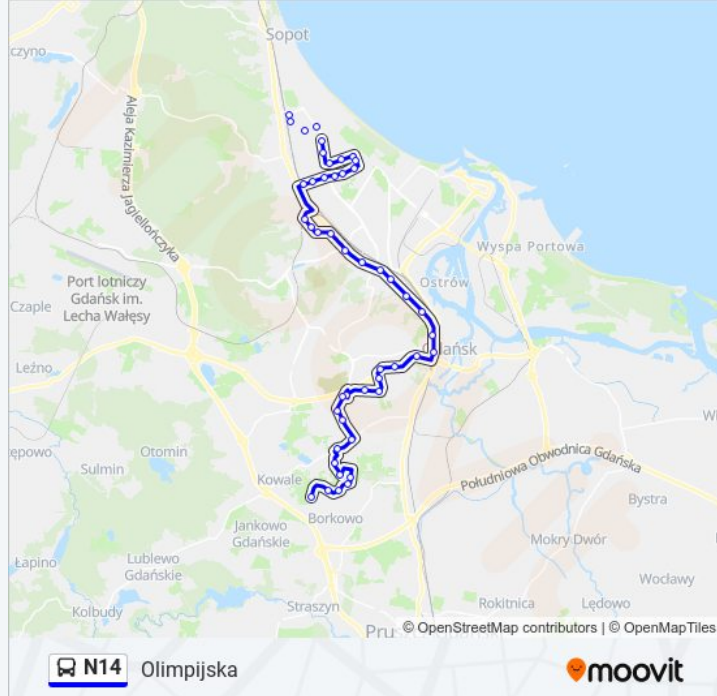 Sopot
czyno
Aleja Kazimierza Jagiellończyka
Wyspa Portowa
Port lotniczy
Gdańsk im.
Lecha Wałęsy
Ostrów
Czaple
Gdańsk
Leźno
Otomin
Sulmin
Kowale
Południowa Obwodnica Gdańska
Bystra
Borkowo
Jankowo
Gdańskie
Mokry Dwór
Łapino
Lublewo
Gdańskie
Wocławy
Straszyn
Rokitnica
Lędowo
Kolbudy
Pru
© OpenStreetMap contributors | © OpenMapTiles
N14 Olimpijska
moovit